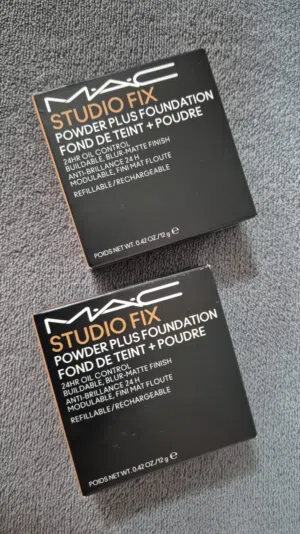 MAC
STUDIO FIX
POWDER PLUS FOUNDATION
FOND DE TEINT + POUDRE
24HR OIL CONTROL
BUILDABLE, BLUR-MATTE FINISH
ANTI-BRILLANCE 24 H
MODULABLE, FINI MAT FLOUTE
REFILLABLE/RECHARGEABLE
POIDS NET WT. 0.42 OZ./12 g ℮
MAC
STUDIO FIX
POWDER PLUS FOUNDATION
FOND DE TEINT + POUDRE
24HR OIL CONTROL
BUILDABLE, BLUR-MATTE FINISH
ANTI-BRILLANCE 24 H
MODULABLE, FINI MAT FLOUTE
REFILLABLE/RECHARGEABLE
POIDS NET WT. 0.42 OZ./12 g ℮